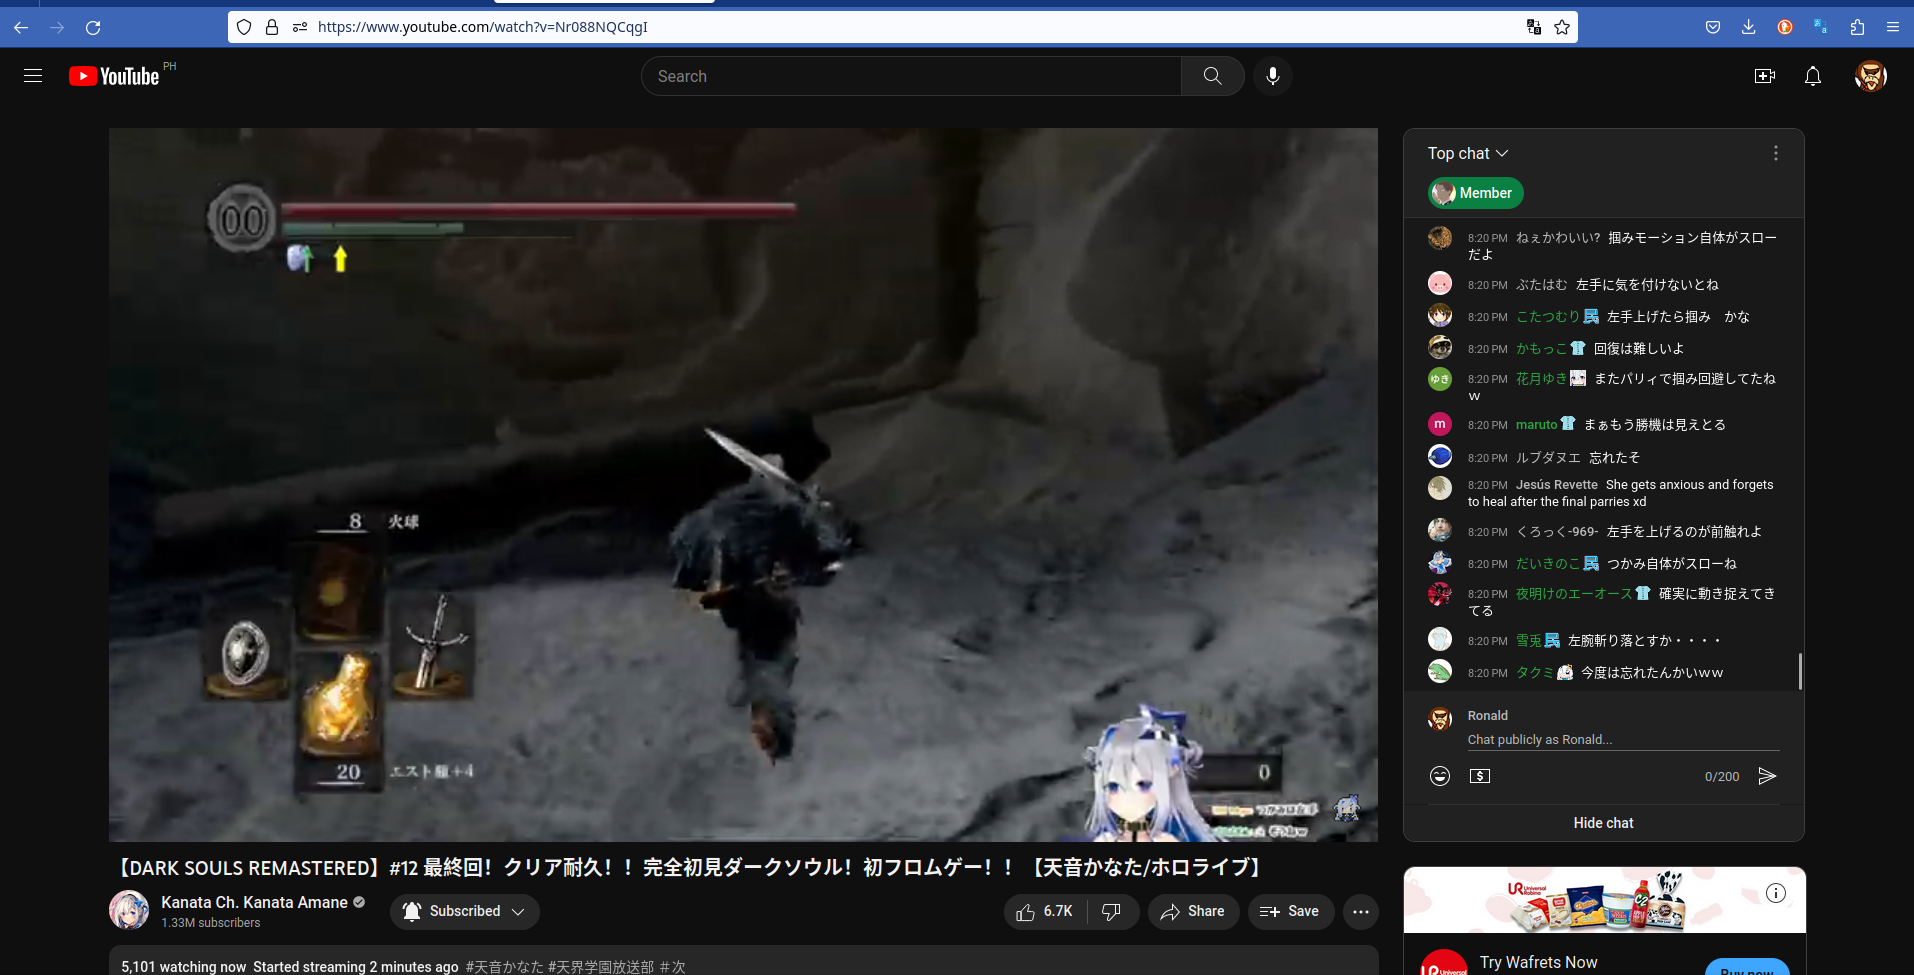 https://www.youtube.com/watch?v=Nr088NQCqgI
YouTube PH
Search
00
8 火球
20 エスト瓶+4
0
Top chat
Member
8:20 PM ねぇかわいい? 掴みモーション自体がスロー
だよ
8:20 PM ぶたはむ 左手に気を付けないとね
8:20 PM こたつむり 左手上げたら掴み　かな
8:20 PM かもっこ 回復は難しいよ
ゆき 8:20 PM 花月ゆき またパリィで掴み回避してたね
w
m 8:20 PM maruto まぁもう勝機は見えとる
8:20 PM ルブダヌエ 忘れたそ
8:20 PM Jesús Revette She gets anxious and forgets
to heal after the final parries xd
8:20 PM くろっく-969- 左手を上げるのが前触れよ
8:20 PM だいきのこ つかみ自体がスローね
8:20 PM 夜明けのエーオース 確実に動き捉えてき
てる
8:20 PM 雪兎 左腕斬り落とすか・・・・
8:20 PM タクミ 今度は忘れたんかいｗｗ
Ronald
Chat publicly as Ronald...
0/200
Hide chat
【DARK SOULS REMASTERED】#12 最終回！クリア耐久！！完全初見ダークソウル！初フロムゲー！！【天音かなた/ホロライブ】
Kanata Ch. Kanata Amane
1.33M subscribers
Subscribed
6.7K
Share
Save
5,101 watching now Started streaming 2 minutes ago #天音かなた #天界学園放送部 ＃次
UR Universal Robina
C2
Try Wafrets Now
Buy now